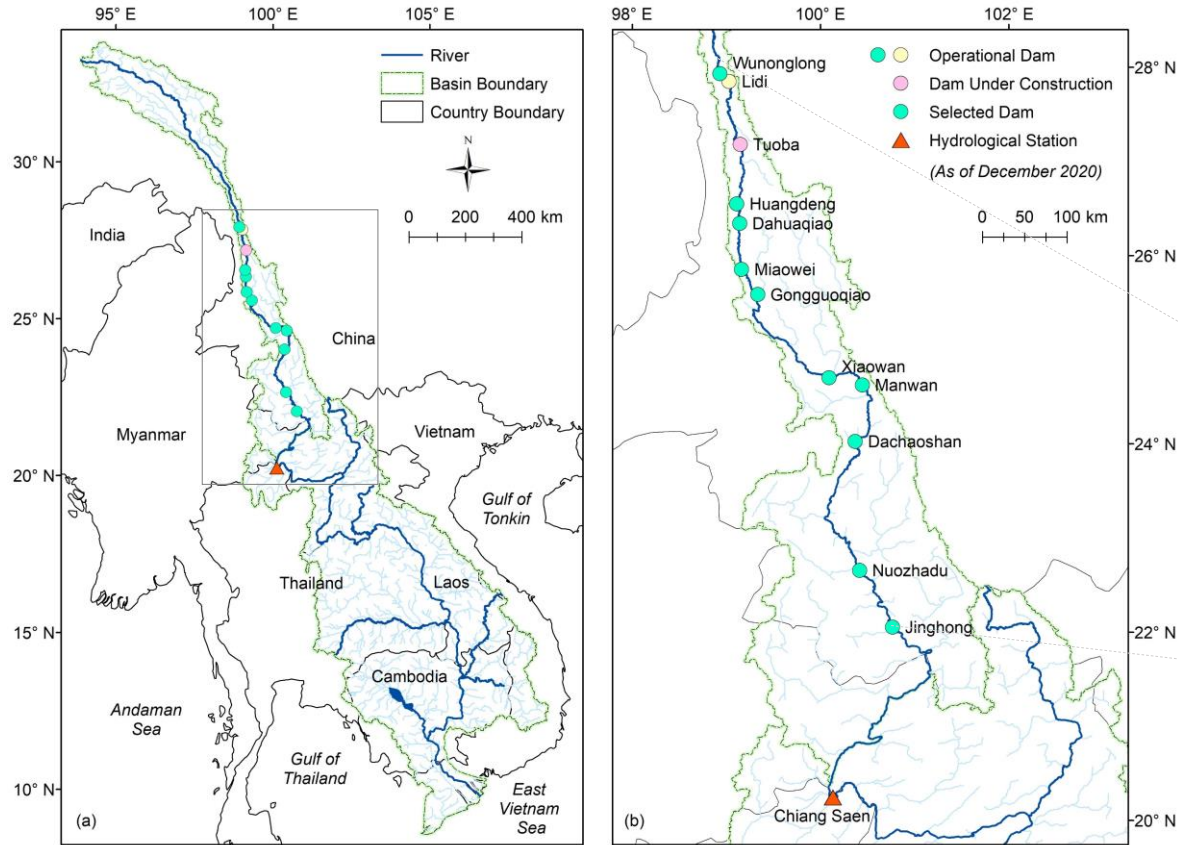 95° E 100° E 105° E
30° N
25° N
20° N
15° N
10° N
River
Basin Boundary
Country Boundary
N
0 200 400 km
India
China
Myanmar
Vietnam
Gulf of
Tonkin
Thailand
Laos
Cambodia
Andaman
Sea
Gulf of
Thailand
East
Vietnam
Sea
(a)
98° E 100° E 102° E
28° N
26° N
24° N
22° N
20° N
Operational Dam
Dam Under Construction
Selected Dam
Hydrological Station
(As of December 2020)
0 50 100 km
Wunonglong
Lidi
Tuoba
Huangdeng
Dahuaqiao
Miaowei
Gongguoqiao
Xiaowan
Manwan
Dachaoshan
Nuozhadu
Jinghong
Chiang Saen
(b)